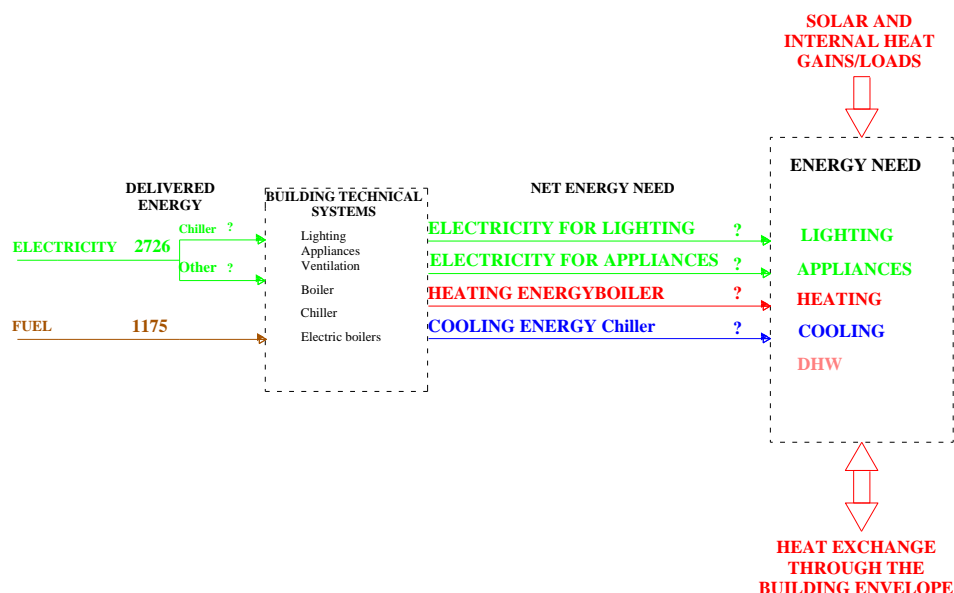 SOLAR AND
INTERNAL HEAT
GAINS/LOADS
ENERGY NEED
DELIVERED
ENERGY
BUILDING TECHNICAL
SYSTEMS
NET ENERGY NEED
Chiller ?
ELECTRICITY 2726
Other ?
FUEL 1175
Lighting
Appliances
Ventilation
Boiler
Chiller
Electric boilers
ELECTRICITY FOR LIGHTING ?
ELECTRICITY FOR APPLIANCES ?
HEATING ENERGYBOILER ?
COOLING ENERGY Chiller ?
LIGHTING
APPLIANCES
HEATING
COOLING
DHW
HEAT EXCHANGE
THROUGH THE
BUILDING ENVELOPE